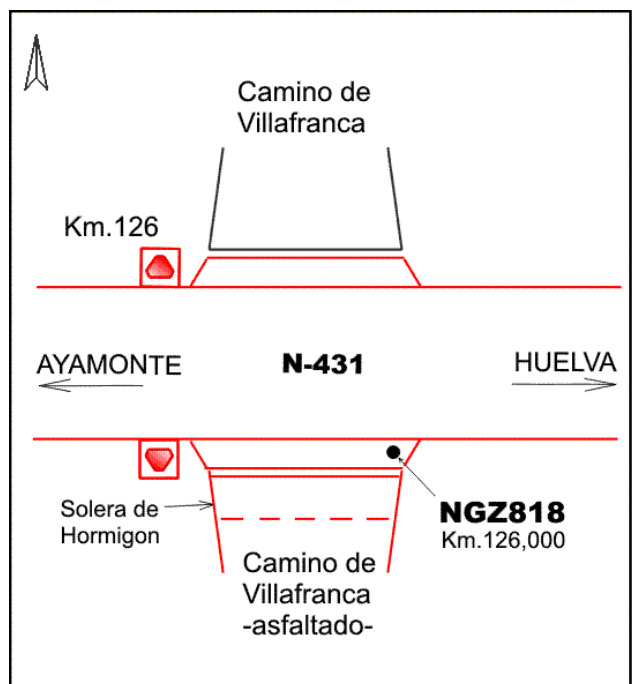 Camino de
Villafranca
Km.126
AYAMONTE
N-431
HUELVA
Solera de
Hormigon
NGZ818
Km.126,000
Camino de
Villafranca
-asfaltado-